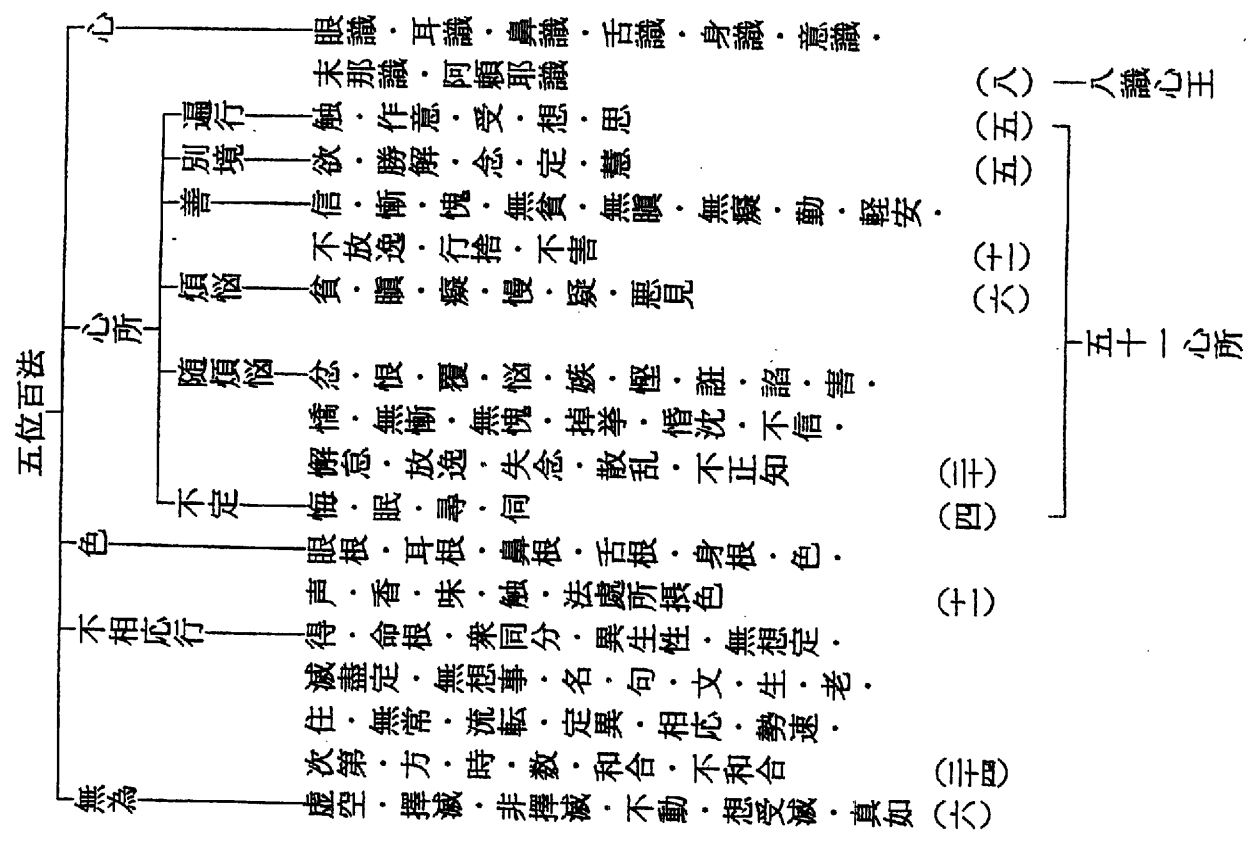 五位百法
心 眼識・耳識・鼻識・舌識・身識・意識・
末那識・阿頼耶識 (八) 八識心王
心所
遍行 触・作意・受・想・思 (五)
別境 欲・勝解・念・定・慧 (五)
善 信・慚・愧・無貪・無瞋・無癡・勤・軽安・
不放逸・行捨・不害 (十一)
煩悩 貪・瞋・癡・慢・疑・悪見 (六)
五十一心所
随煩悩 忿・恨・覆・悩・嫉・慳・誑・諂・害・
憍・無慚・無愧・掉挙・惛沈・不信・
懈怠・放逸・失念・散乱・不正知 (二十)
不定 悔・眠・尋・伺 (四)
色 眼根・耳根・鼻根・舌根・身根・色・
声・香・味・触・法處所摂色 (十一)
不相応行 得・命根・衆同分・異生性・無想定・
滅盡定・無想事・名・句・文・生・老・
住・無常・流転・定異・相応・勢速・
次第・方・時・数・和合・不和合 (二十四)
無為 虚空・擇滅・非擇滅・不動・想受滅・真如 (六)